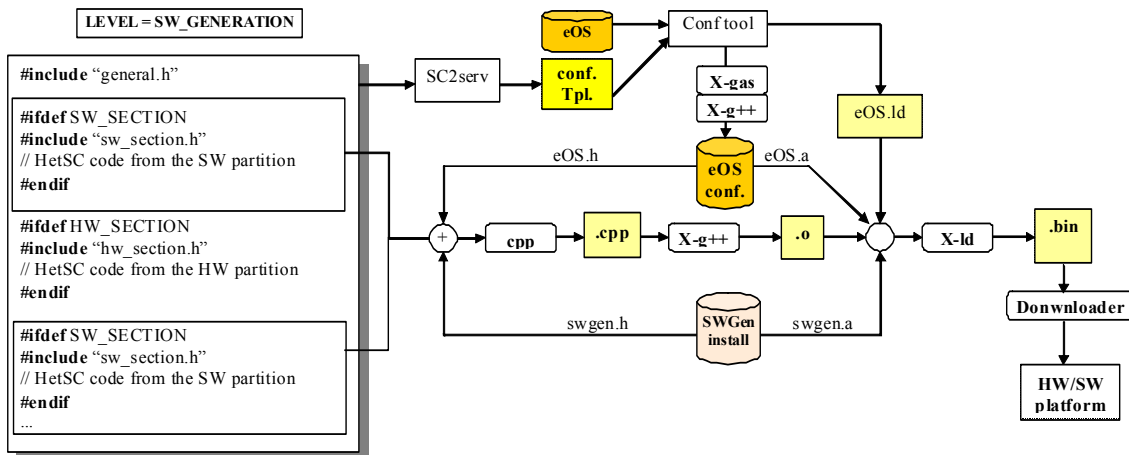 LEVEL = SW_GENERATION
#include “general.h”
#ifdef SW_SECTION
#include “sw_section.h”
// HetSC code from the SW partition
#endif
#ifdef HW_SECTION
#include “hw_section.h”
// HetSC code from the HW partition
#endif
#ifdef SW_SECTION
#include “sw_section.h”
// HetSC code from the SW partition
#endif
...
SC2serv
eOS
conf.
Tpl.
Conf tool
X-gas
X-g++
eOS.ld
eOS.h
eOS
conf.
eOS.a
+
cpp
.cpp
X-g++
.o
X-ld
.bin
swgen.h
SWGen
install
swgen.a
Donwnloader
HW/SW
platform